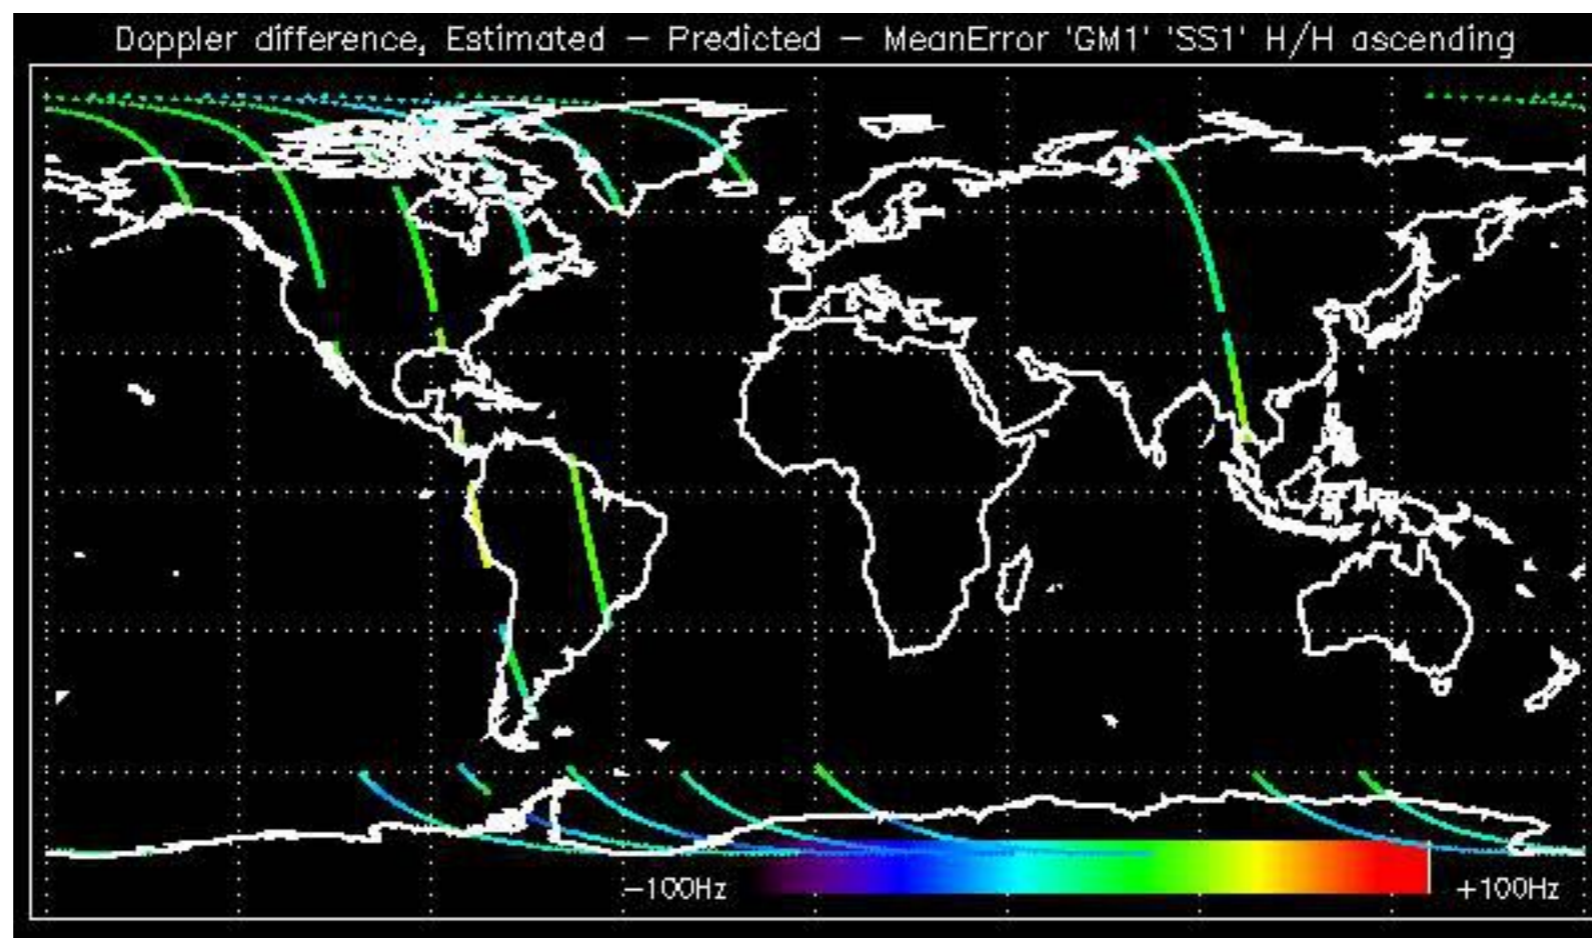 Doppler difference, Estimated - Predicted - MeanError 'GM1' 'SS1' H/H ascending
-100Hz +100Hz